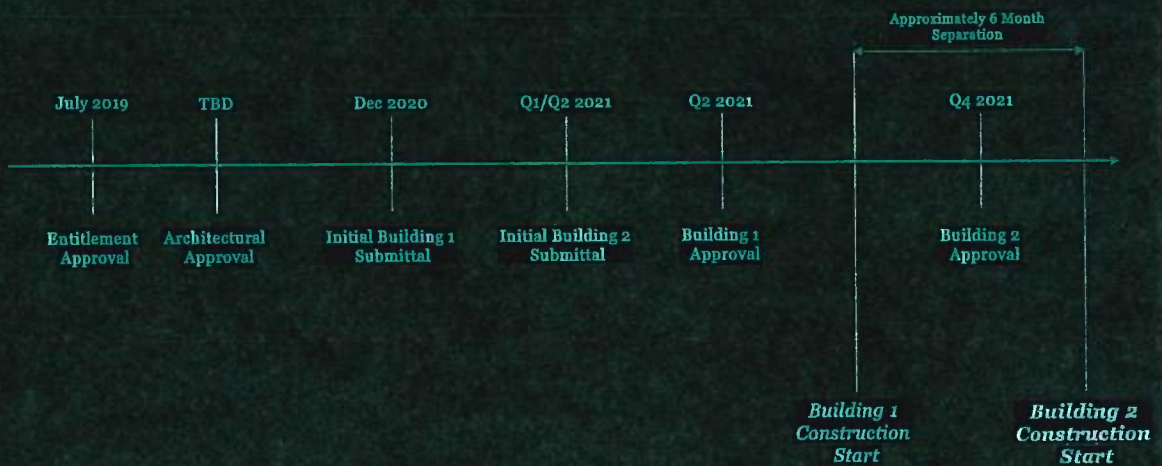 Approximately 6 Month
Separation
July 2019
TBD
Dec 2020
Q1/Q2 2021
Q2 2021
Q4 2021
Entitlement
Approval
Architectural
Approval
Initial Building 1
Submittal
Initial Building 2
Submittal
Building 1
Approval
Building 2
Approval
Building 1
Construction
Start
Building 2
Construction
Start